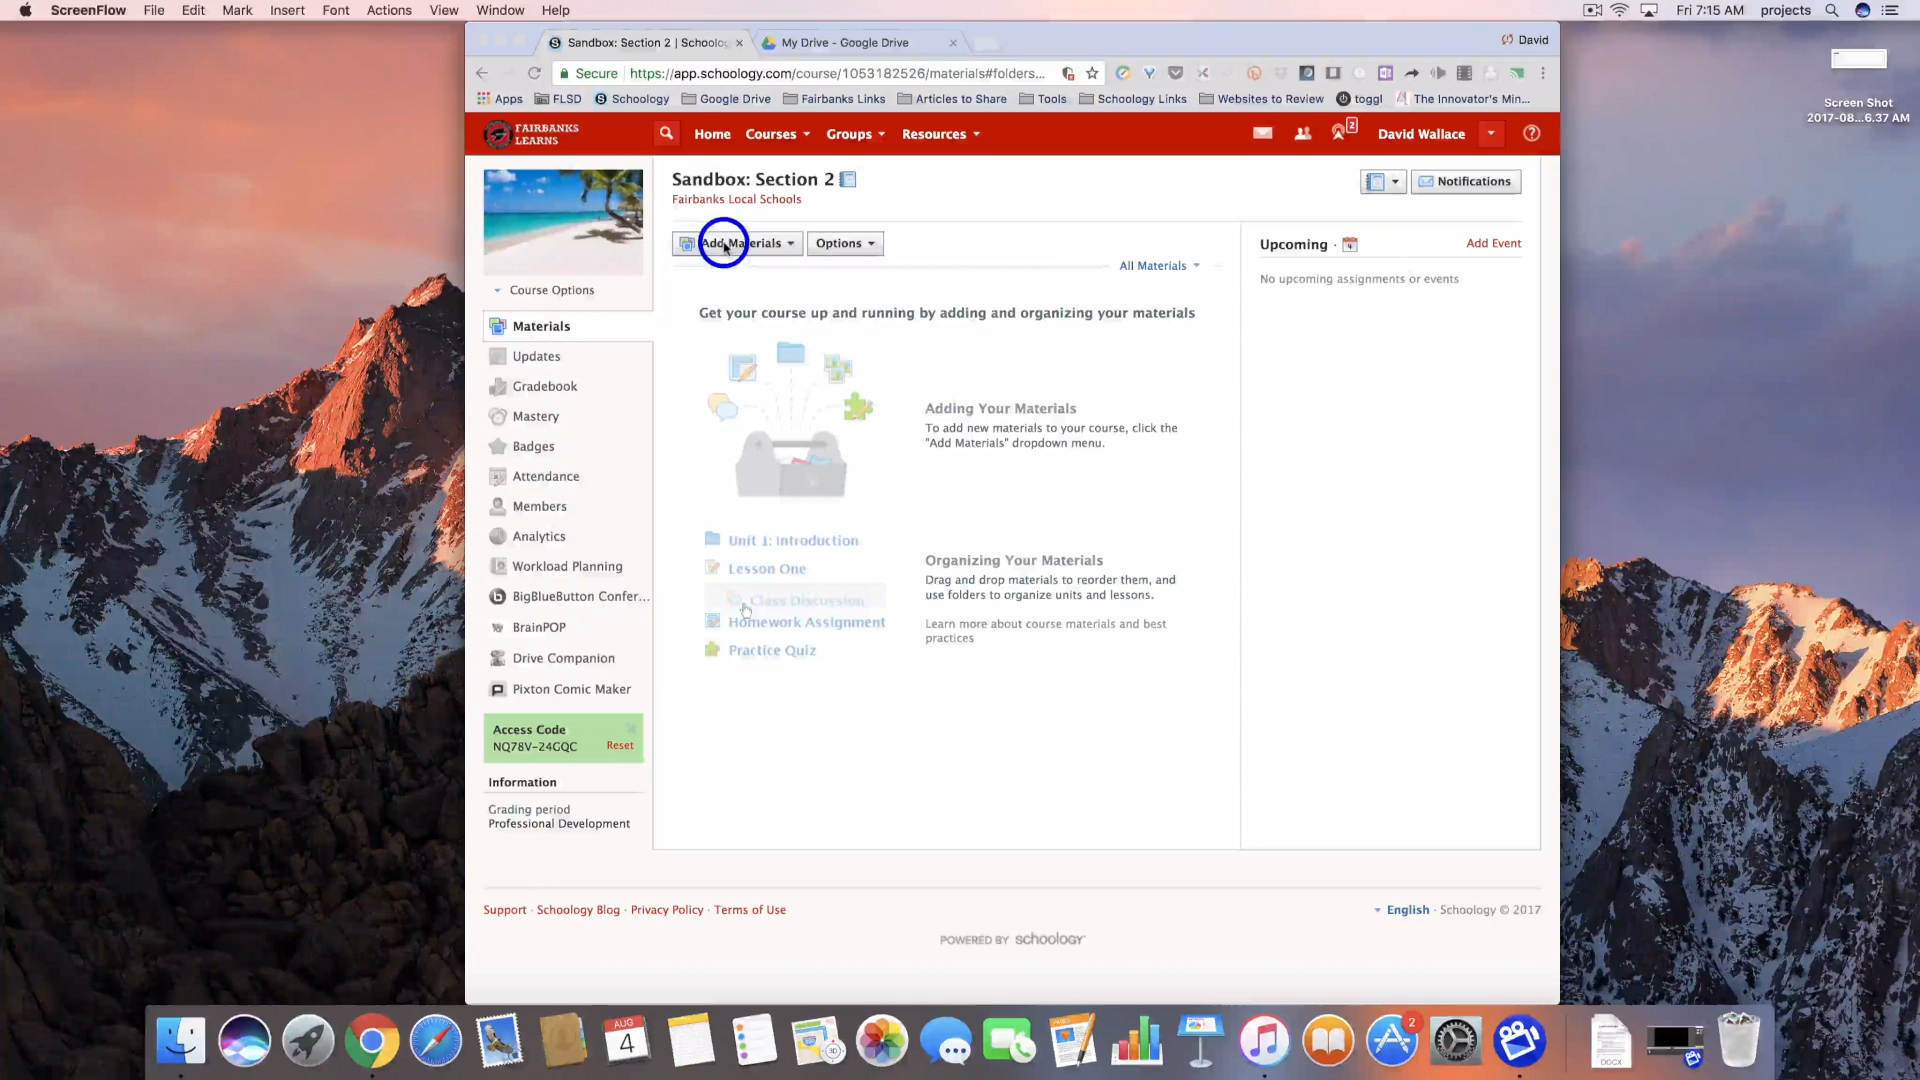 ScreenFlow File Edit Mark Insert Font Actions View Window Help
Fri 7:15 AM projects
Sandbox: Section 2 | Schoolog
My Drive - Google Drive
David
Secure https://app.schoology.com/course/1053182526/materials#folders...
Apps FLSD Schoology Google Drive Fairbanks Links Articles to Share Tools Schoology Links Websites to Review toggl The Innovator's Min...
Screen Shot
2017-08...6.37 AM
FAIRBANKS
LEARNS
Home Courses Groups Resources
2
David Wallace
?
Sandbox: Section 2
Fairbanks Local Schools
Notifications
Add Materials
Options
All Materials
Upcoming · 4
Add Event
No upcoming assignments or events
Course Options
Materials
Updates
Gradebook
Mastery
Badges
Attendance
Members
Analytics
Workload Planning
BigBlueButton Confer...
BrainPOP
Drive Companion
Pixton Comic Maker
Access Code
NQ78V-24GQC
Reset
Information
Grading period
Professional Development
Get your course up and running by adding and organizing your materials
Adding Your Materials
To add new materials to your course, click the
"Add Materials" dropdown menu.
Unit 1: Introduction
Lesson One
Class Discussion
Homework Assignment
Practice Quiz
Organizing Your Materials
Drag and drop materials to reorder them, and
use folders to organize units and lessons.
Learn more about course materials and best
practices
Support · Schoology Blog · Privacy Policy · Terms of Use
English · Schoology © 2017
POWERED BY schoology
AUG
4
3D
2
DOCX